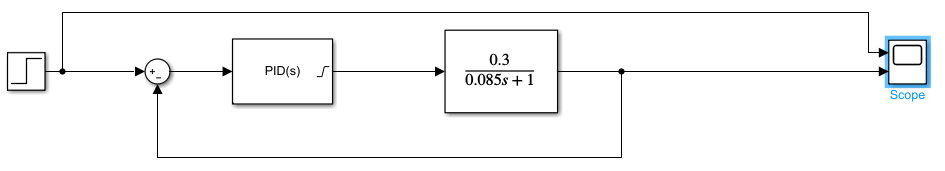 +
−
PID(s)
0.3
0.085s + 1
Scope